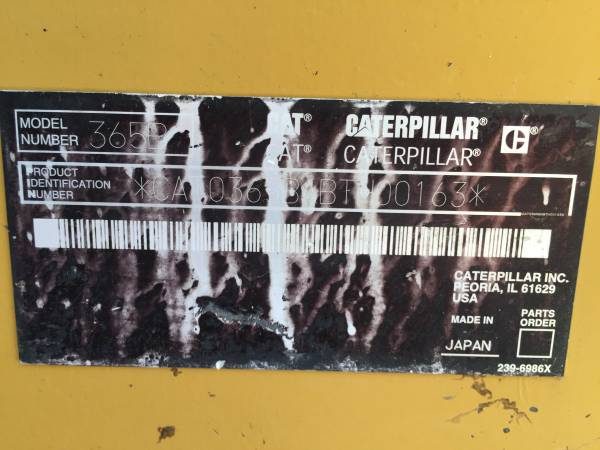 MODEL NUMBER 365B
CAT® CATERPILLAR® C®
CAT® CATERPILLAR®
PRODUCT IDENTIFICATION NUMBER
CATERPILLAR INC.
PEORIA, IL 61629
USA
MADE IN
JAPAN
PARTS ORDER
239-6986X